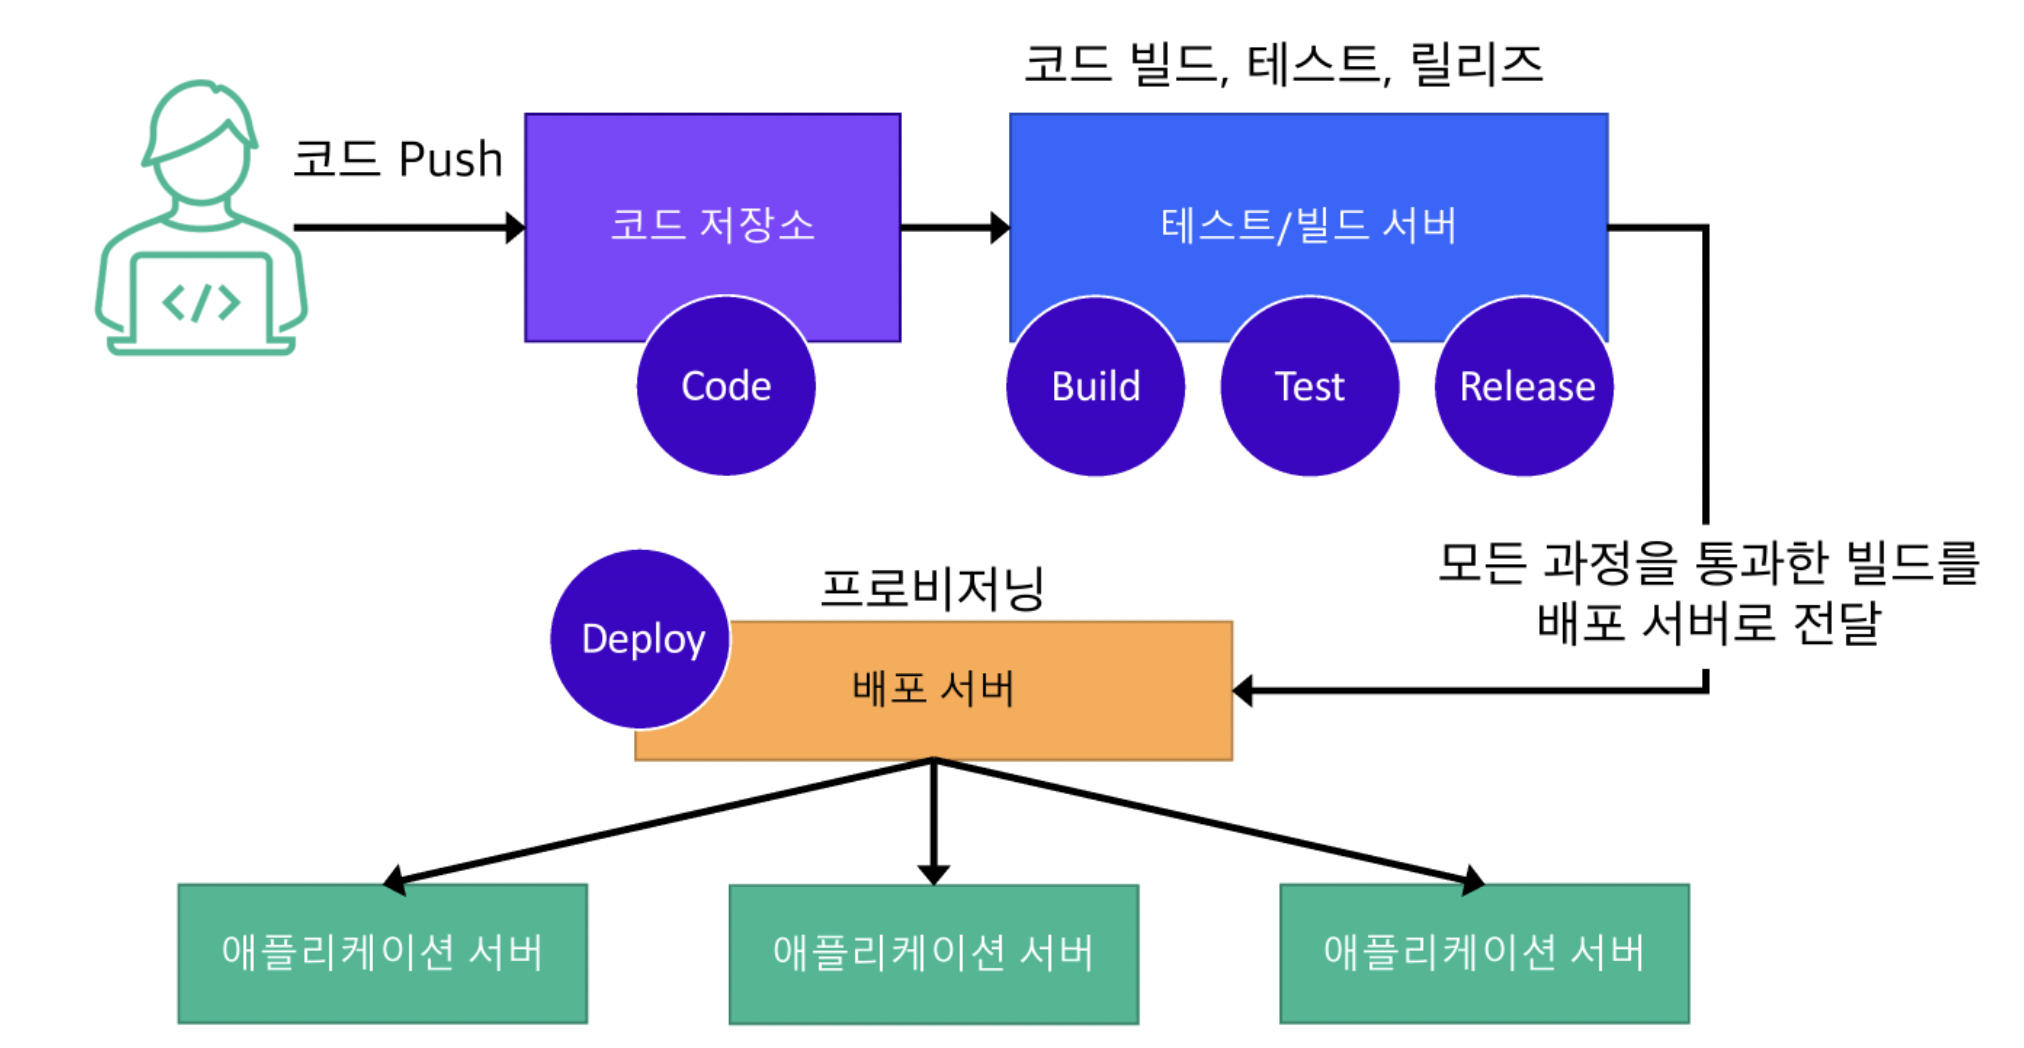 코드 빌드, 테스트, 릴리즈
코드 Push
코드 저장소
테스트/빌드 서버
</>
Code
Build
Test
Release
모든 과정을 통과한 빌드를
배포 서버로 전달
프로비저닝
Deploy
배포 서버
애플리케이션 서버
애플리케이션 서버
애플리케이션 서버